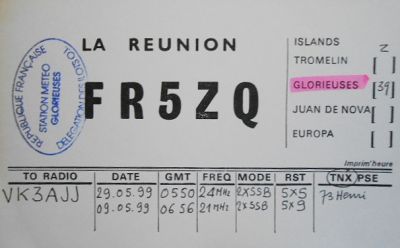 LA REUNION
ISLANDS Z
TROMELIN [ ]
GLORIEUSES [39]
JUAN DE NOVA [ ]
EUROPA [ ]
FR5ZQ
REPUBLIQUE FRANÇAISE
STATION METEO
GLORIEUSES
Imprim'heure
TO RADIO DATE GMT FREQ MODE RST TNX PSE
VK3AJJ 29.05.99 0550 24MHz 2XSSB 5X5 73 Henri
09.05.99 0656 21MHz 2XSSB 5X9